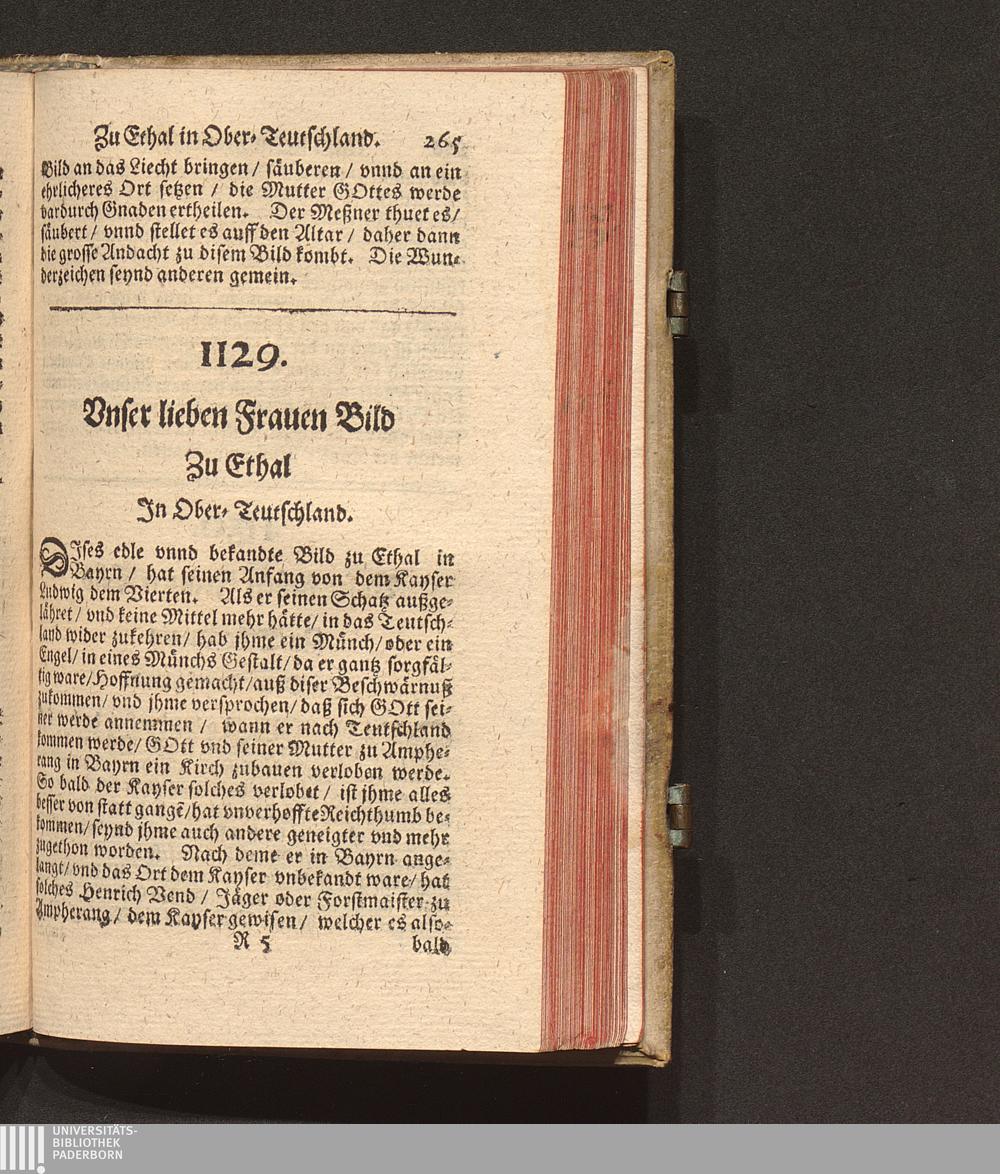 Zu Ethal in Ober- Teutschland. 265
Bild an das Liecht bringen / säuberen / vnnd an ein
ehrlicheres Ort setzen / die Mutter GOttes werde
dardurch Gnaden ertheilen. Der Meßner thuet es /
säubert / vnnd stellet es auff den Altar / daher dann
die grosse Andacht zu disem Bild kombt. Die Wun-
derzeichen seynd anderen gemein.
1129.
Vnser lieben Frauen Bild
Zu Ethal
In Ober- Teutschland.
DIses edle vnnd bekandte Bild zu Ethal in
Bayrn / hat seinen Anfang von dem Kayser
Ludwig dem Vierten. Als er seinen Schatz außge-
lähret / vnd keine Mittel mehr hätte / in das Teutsch-
land wider zukehren / hab jhme ein Münch / oder ein
Engel / in eines Münchs Gestalt / da er gantz sorgfäl-
tig ware / Hoffnung gemacht / auß diser Beschwärnuß
zukommen / vnd jhme versprochen / daß sich GOtt sei-
ner werde annemmen / wann er nach Teutschland
kommen werde / GOtt vnd seiner Mutter zu Amphe-
rang in Bayrn ein Kirch zubauen verloben werde.
So bald der Kayser solches verlobet / ist jhme alles
besser von statt gangẽ / hat vnverhoffte Reichthumb be-
kommen / seynd jhme auch andere geneigter vnd mehr
zugethon worden. Nach deme er in Bayrn ange-
langt / vnd das Ort dem Kayser vnbekandt ware / hat
solches Henrich Vend / Jäger oder Forstmaister zu
Ampherang / dem Kayser gewisen / welcher es also-
R 5 bald
UNIVERSITÄTS-
BIBLIOTHEK
PADERBORN